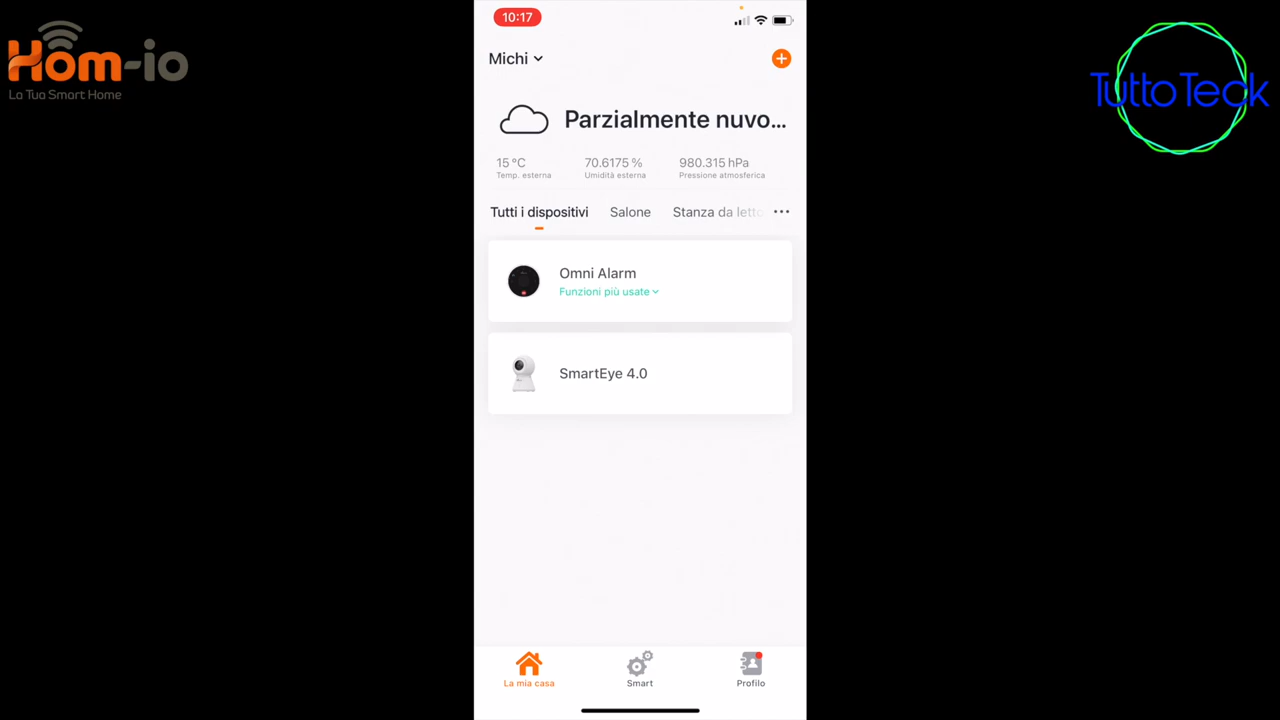 Hom-io
La Tua Smart Home
TuttoTeck
10:17
Michi
Parzialmente nuvo...
15 °C
70.6175 %
980.315 hPa
Temp. esterna
Umidità esterna
Pressione atmosferica
Tutti i dispositivi
Salone
Stanza da letto
Omni Alarm
Funzioni più usate
SmartEye 4.0
La mia casa
Smart
Profilo